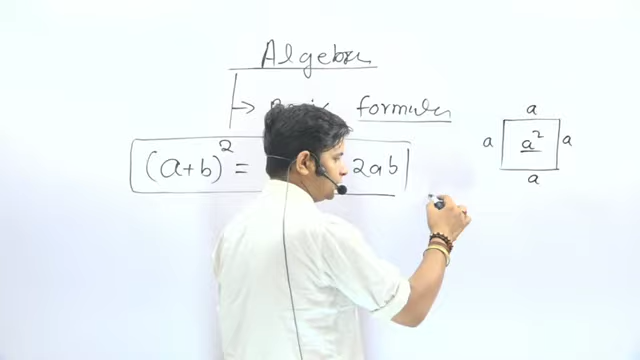 Algebra
→ formula
(a+b)² = 2ab
a
a a² a
a